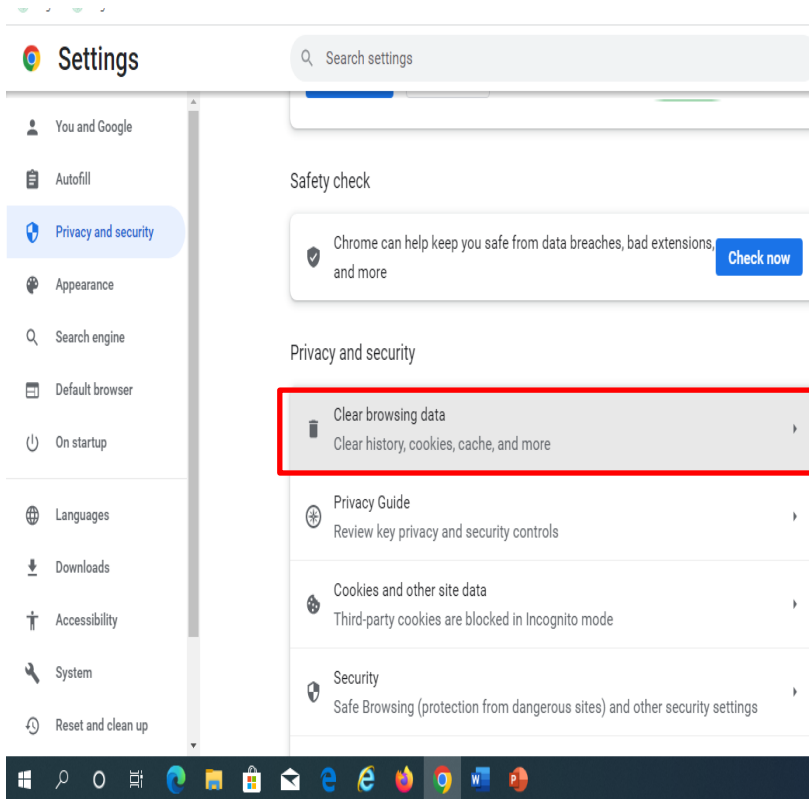 Settings
Search settings
You and Google
Autofill
Privacy and security
Appearance
Search engine
Default browser
On startup
Languages
Downloads
Accessibility
System
Reset and clean up
Safety check
Chrome can help keep you safe from data breaches, bad extensions,
and more
Check now
Privacy and security
Clear browsing data
Clear history, cookies, cache, and more
Privacy Guide
Review key privacy and security controls
Cookies and other site data
Third-party cookies are blocked in Incognito mode
Security
Safe Browsing (protection from dangerous sites) and other security settings